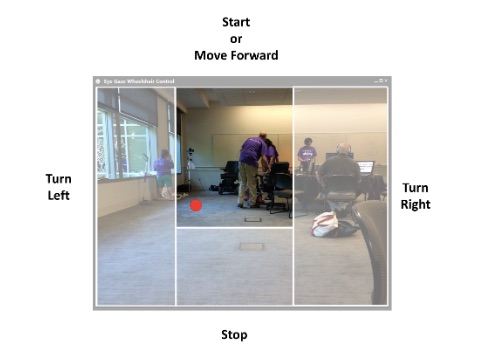 Start
or
Move Forward
Eye Gaze Wheelchair Control
Turn
Left
Turn
Right
Stop